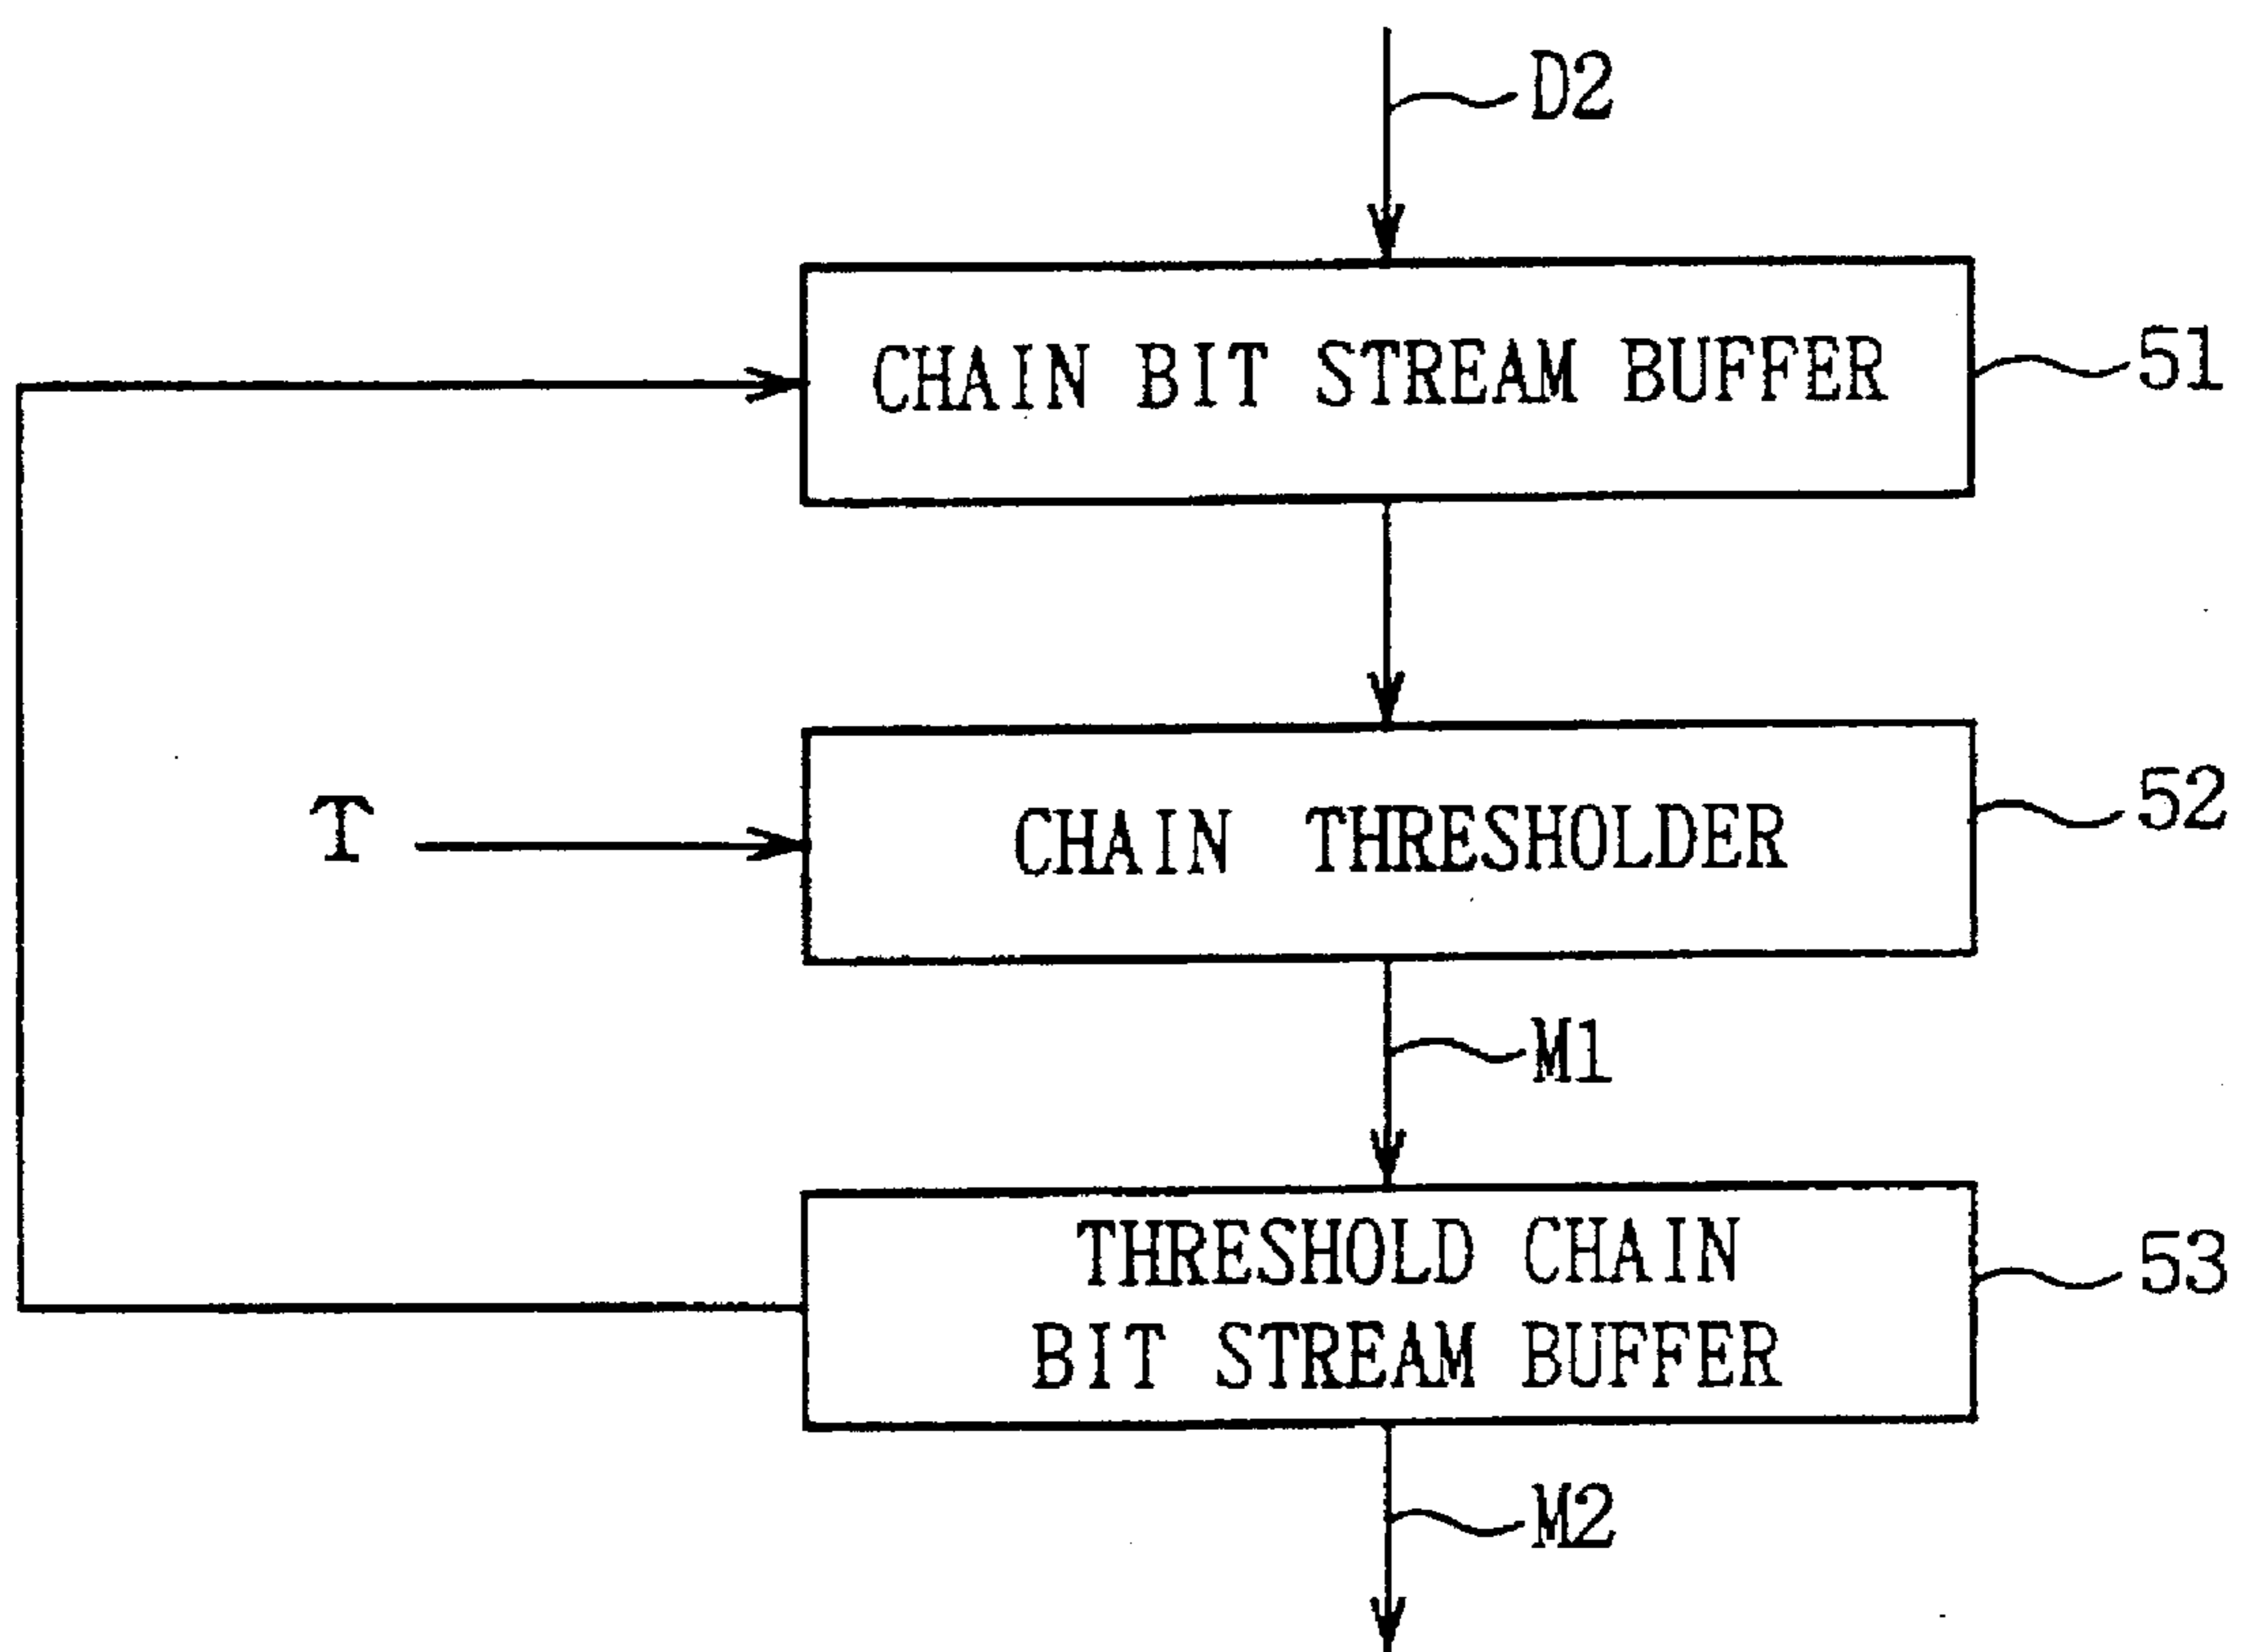 D2
CHAIN BIT STREAM BUFFER
51
T
CHAIN THRESHOLDER
52
M1
THRESHOLD CHAIN
BIT STREAM BUFFER
53
M2